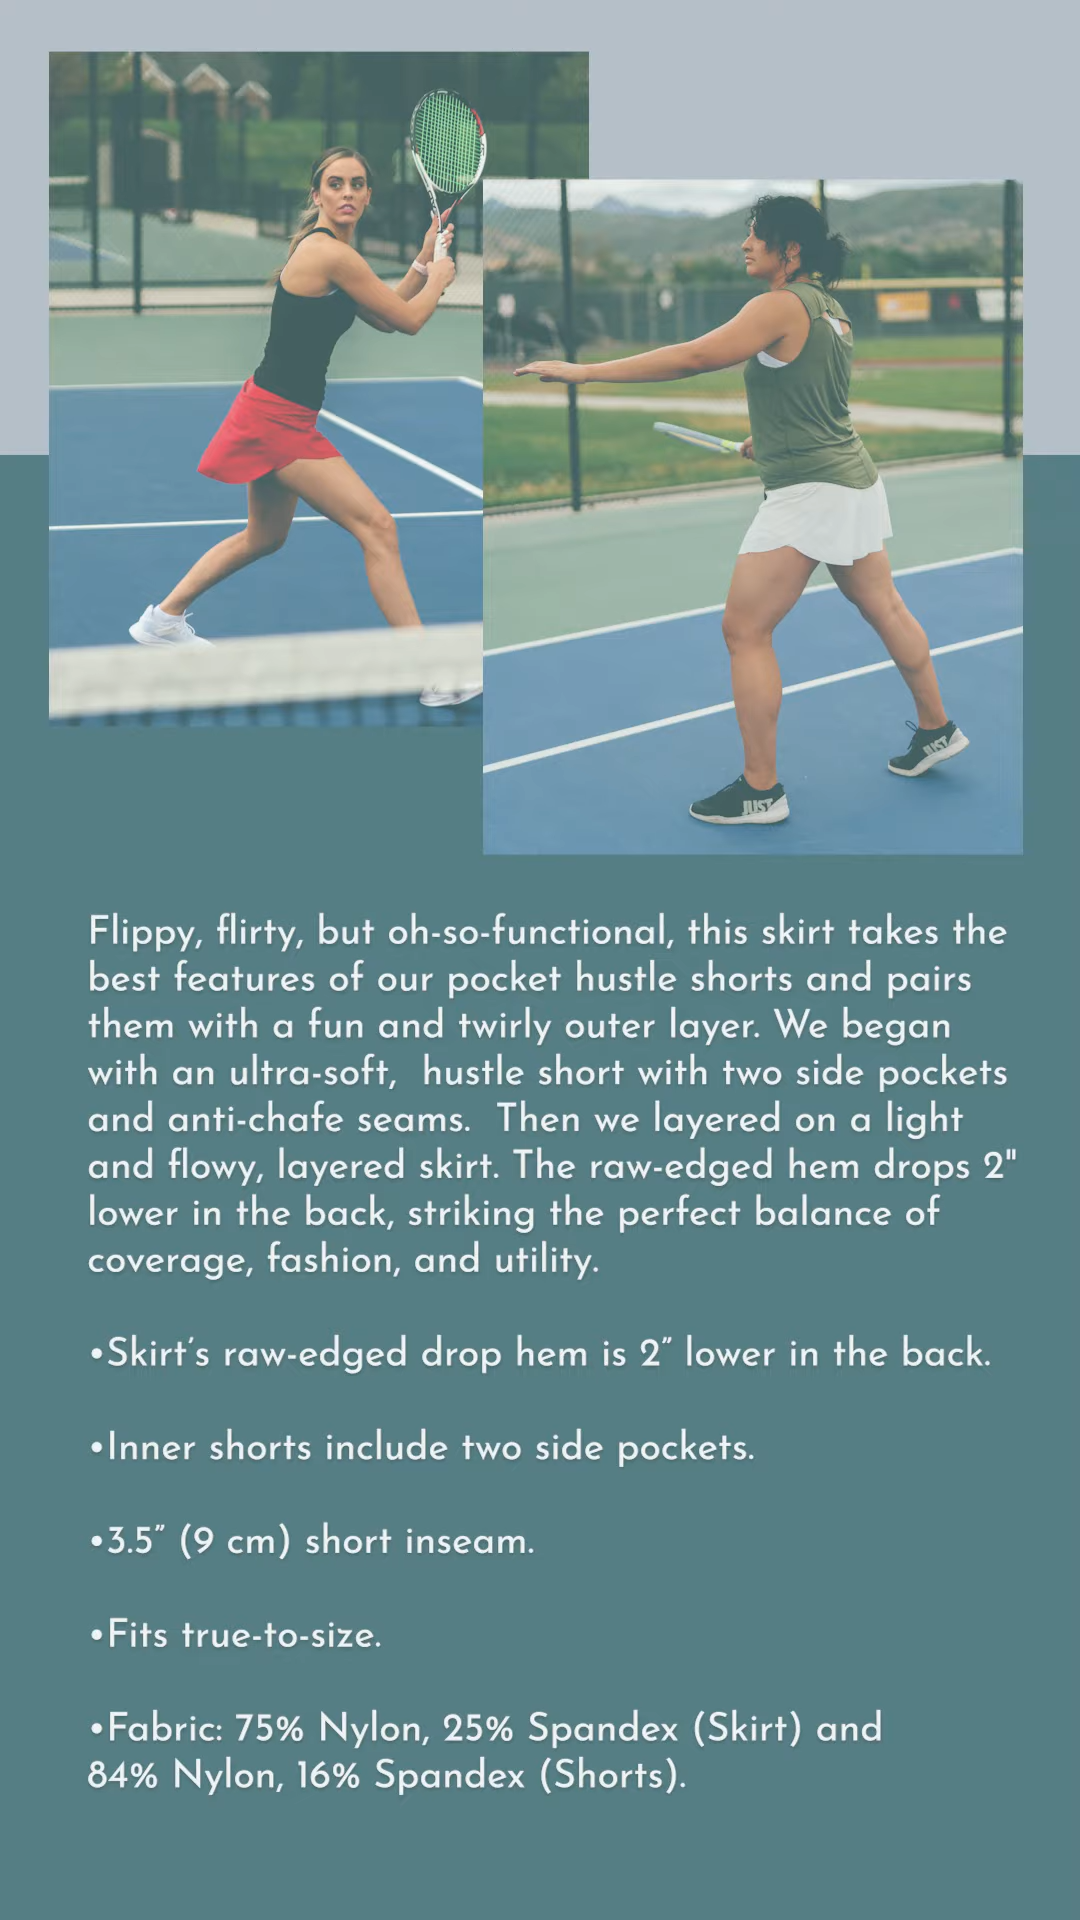 Flippy, flirty, but oh-so-functional, this skirt takes the
best features of our pocket hustle shorts and pairs
them with a fun and twirly outer layer. We began
with an ultra-soft,  hustle short with two side pockets
and anti-chafe seams.  Then we layered on a light
and flowy, layered skirt. The raw-edged hem drops 2"
lower in the back, striking the perfect balance of
coverage, fashion, and utility.
•Skirt’s raw-edged drop hem is 2” lower in the back.
•Inner shorts include two side pockets.
•3.5” (9 cm) short inseam.
•Fits true-to-size.
•Fabric: 75% Nylon, 25% Spandex (Skirt) and
84% Nylon, 16% Spandex (Shorts).
JUST
JUST